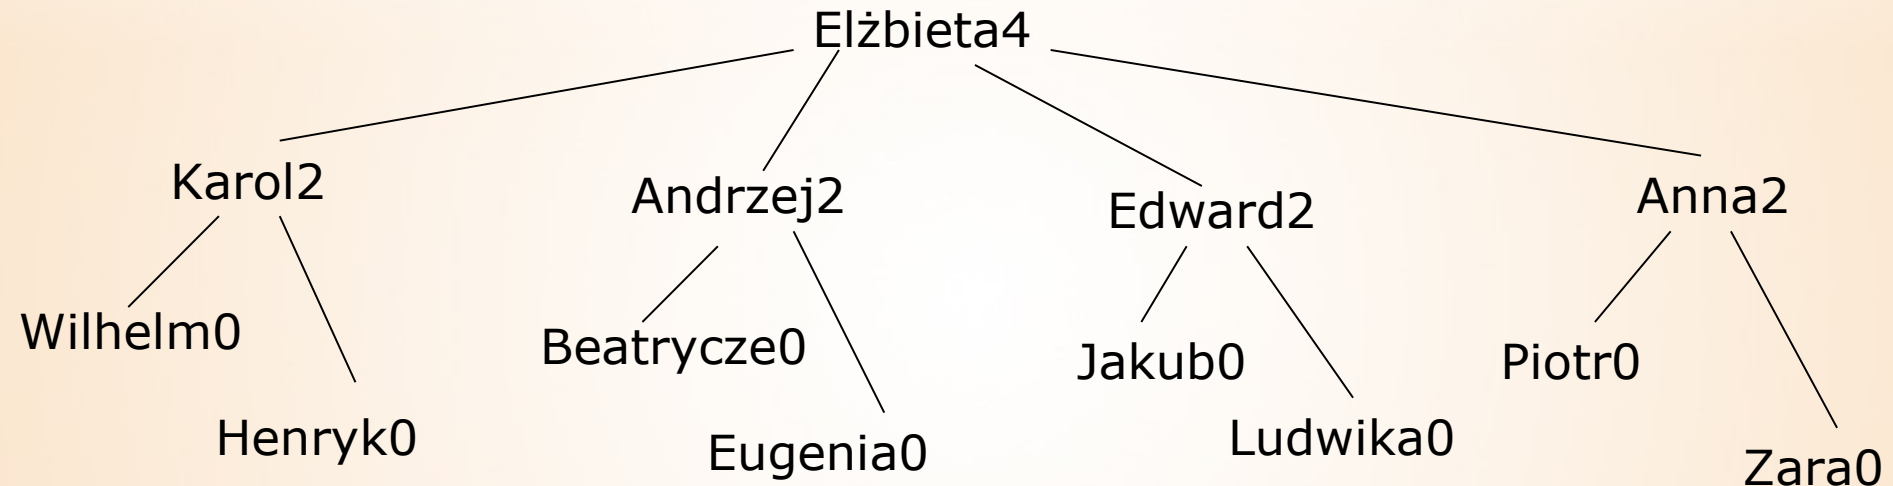 Elżbieta4
Karol2
Andrzej2
Edward2
Anna2
Wilhelm0
Beatrycze0
Jakub0
Piotr0
Henryk0
Eugenia0
Ludwika0
Zara0